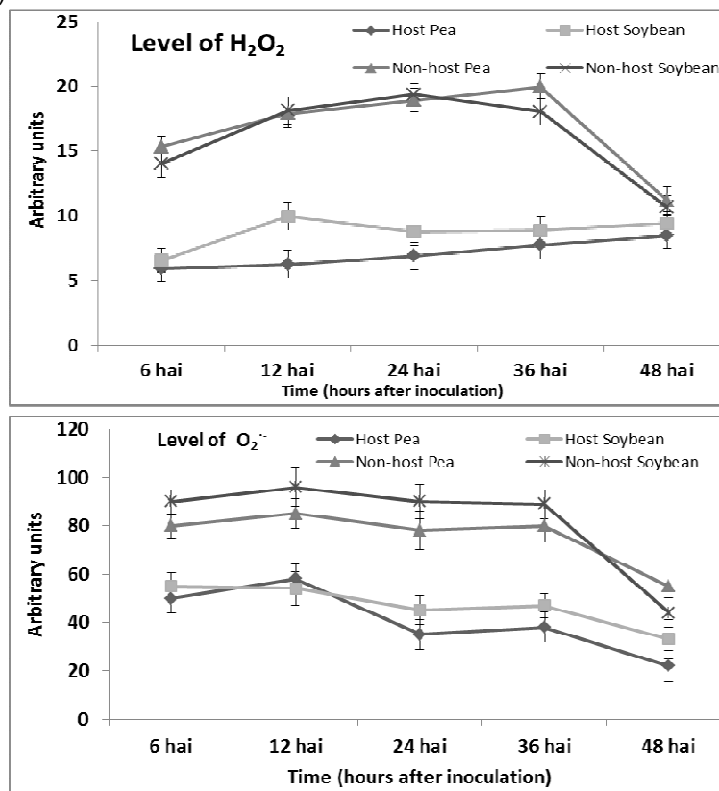 )
Level of H₂O₂
Host Pea Host Soybean
Non-host Pea Non-host Soybean
25
20
15
10
5
0
Arbitrary units
6 hai 12 hai 24 hai 36 hai 48 hai
Time (hours after inoculation)
Level of O₂·-
Host Pea Host Soybean
Non-host Pea Non-host Soybean
120
100
80
60
40
20
0
Arbitrary units
6 hai 12 hai 24 hai 36 hai 48 hai
Time (hours after inoculation)